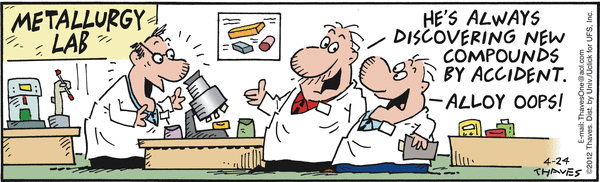 METALLURGY
LAB
HE'S ALWAYS
DISCOVERING NEW
COMPOUNDS
BY ACCIDENT.
ALLOY OOPS!
4-24
THAVES
E-mail: ThavesOne@aol.com
©2012 Thaves. Dist. by Univ./Uclick for UFS, Inc.